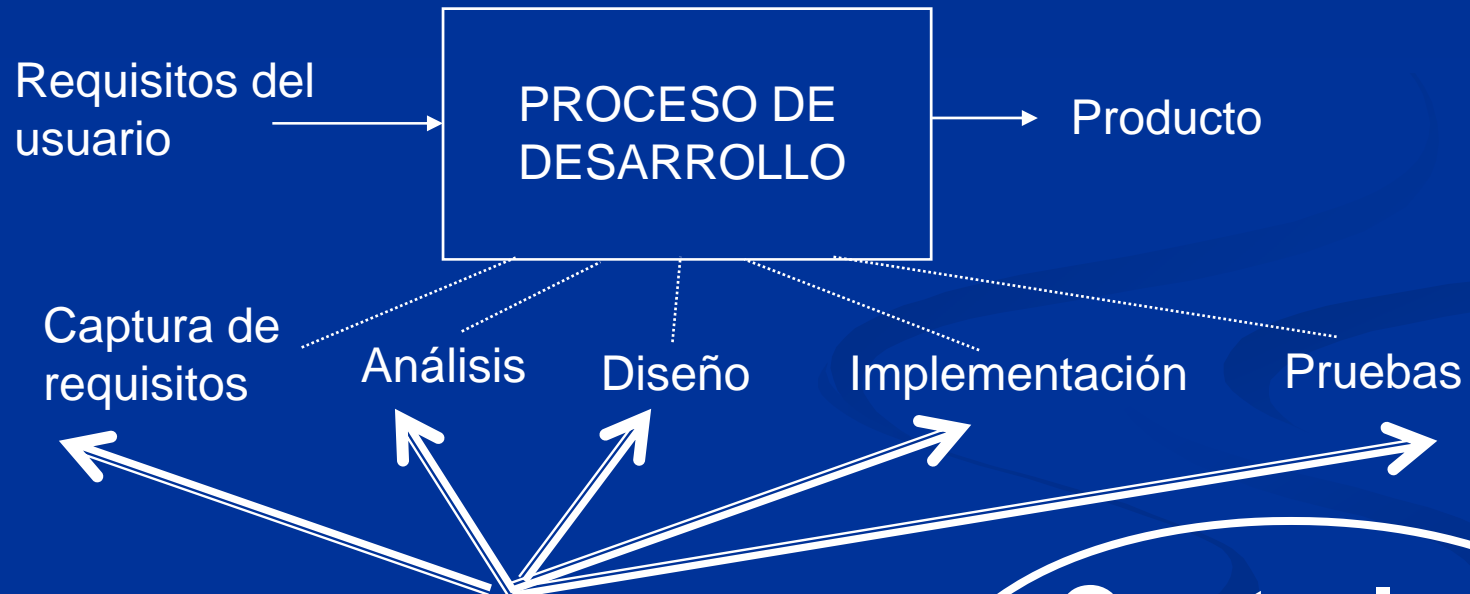 Requisitos del
usuario
PROCESO DE
DESARROLLO
Producto
Captura de
requisitos
Análisis
Diseño
Implementación
Pruebas